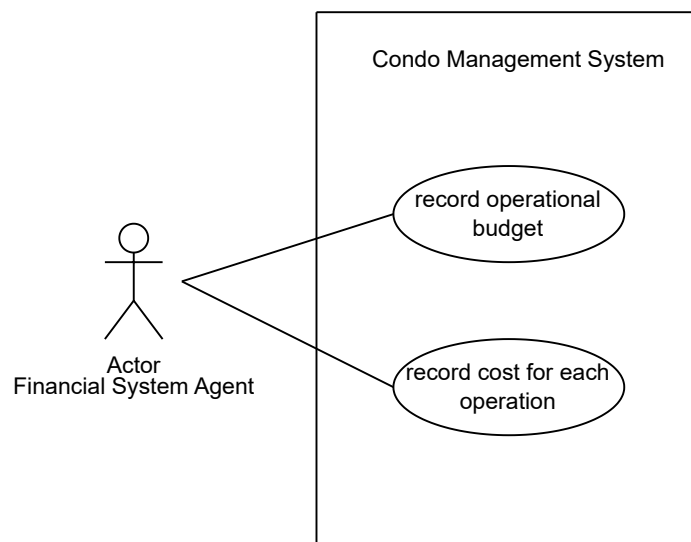 Condo Management System
record operational
budget
Actor
Financial System Agent
record cost for each
operation